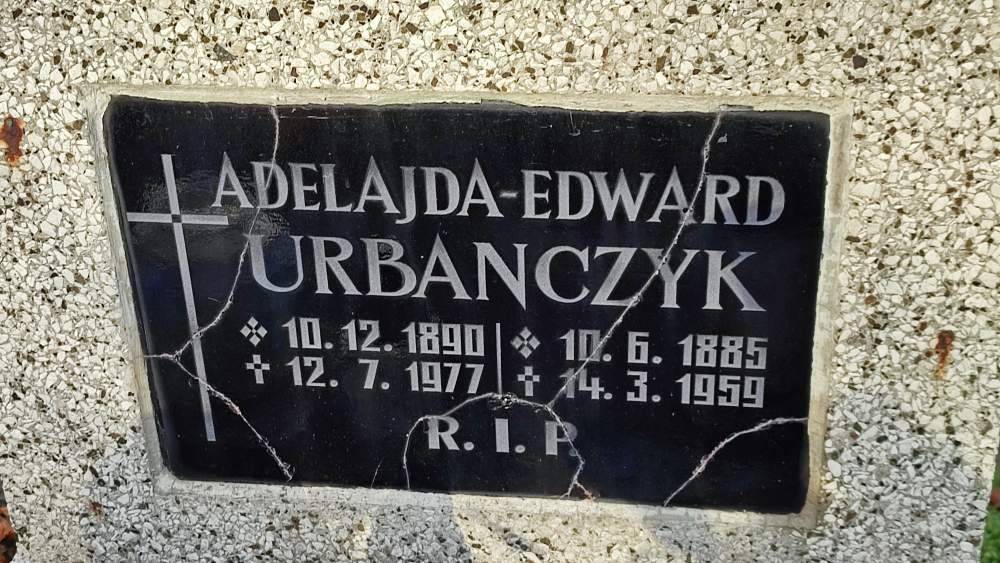 ADELAJDA-EDWARD
URBANCZYK
10. 12. 1890 10. 6. 1885
12. 7. 1977 14. 3. 1959
R. I. P.